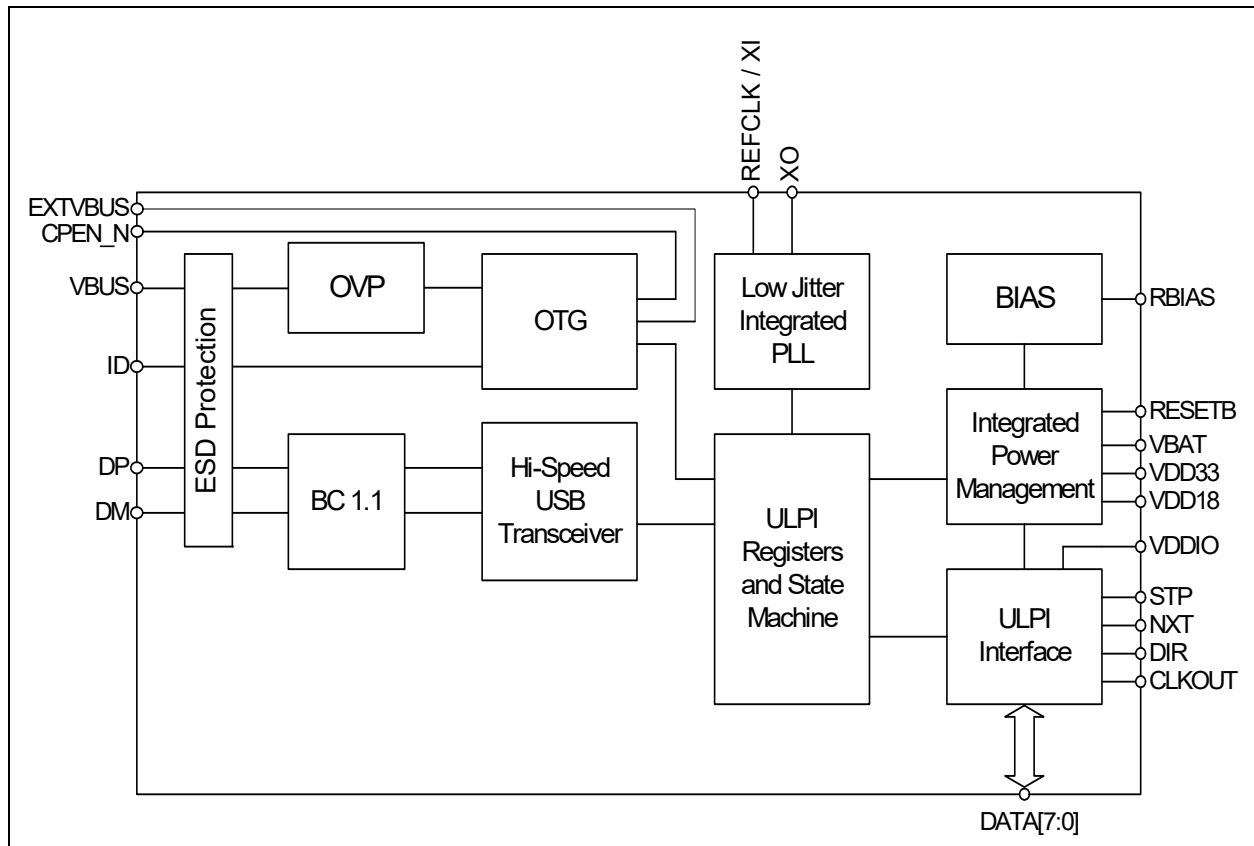 REFCLK / XI
XO
EXTVBUS
CPEN_N
VBUS
ID
DP
DM
ESD Protection
OVP
OTG
BC 1.1
Hi-Speed
USB
Transceiver
Low Jitter
Integrated
PLL
ULPI
Registers
and State
Machine
BIAS
Integrated
Power
Management
ULPI
Interface
RBIAS
RESETB
VBAT
VDD33
VDD18
VDDIO
STP
NXT
DIR
CLKOUT
DATA[7:0]